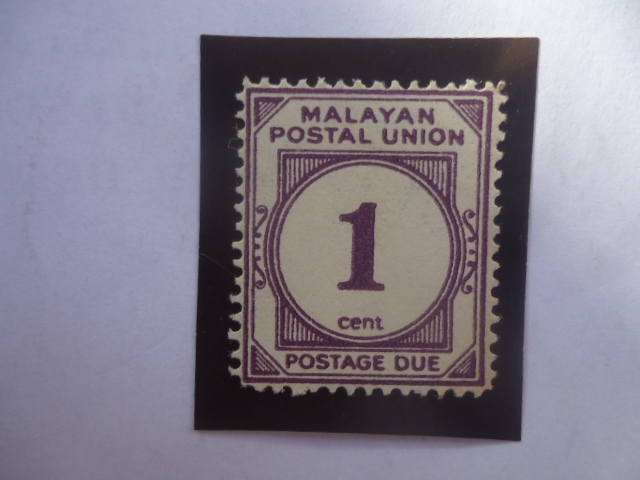 MALAYAN
POSTAL UNION
1
cent
POSTAGE DUE